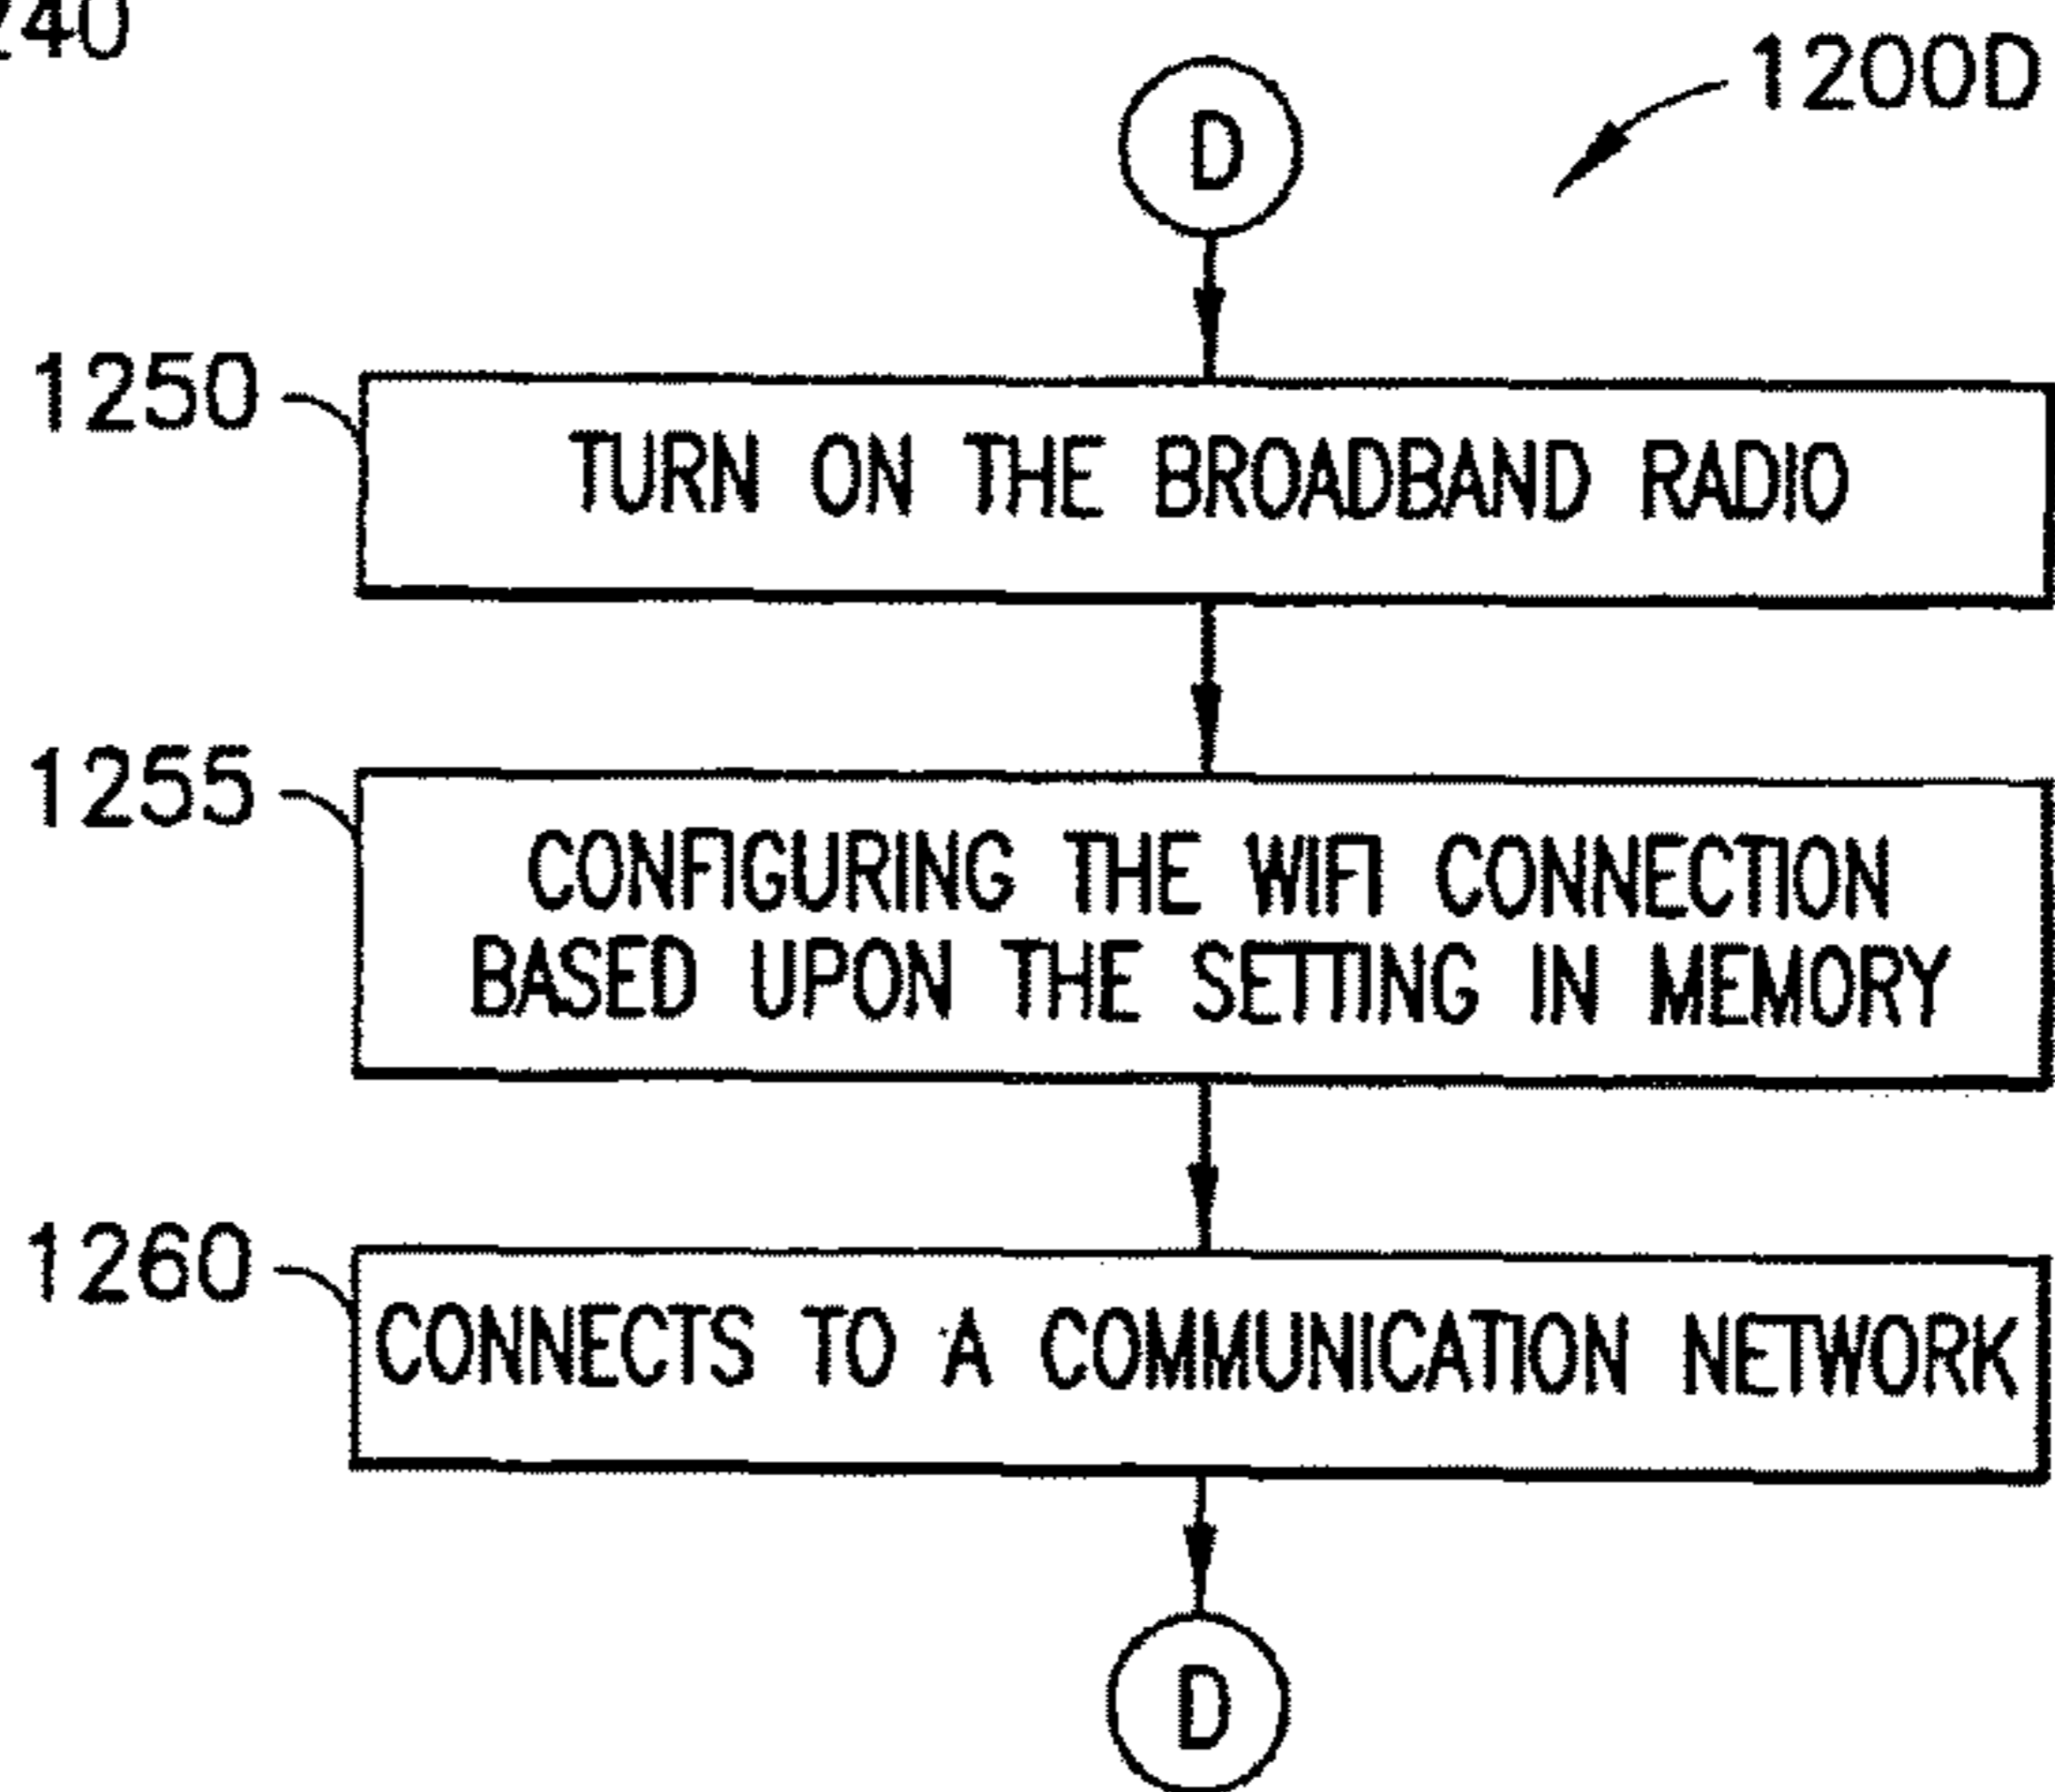 240
1200D
D
1250
TURN ON THE BROADBAND RADIO
1255
CONFIGURING THE WIFI CONNECTION
BASED UPON THE SETTING IN MEMORY
1260
CONNECTS TO A COMMUNICATION NETWORK
D